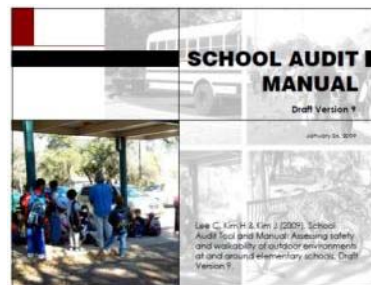 SCHOOL AUDIT
MANUAL
Draft Version 9
January 26, 2009
Lee C, Kim H & Kim J (2009). School
Audit Tool and Manual: Assessing safety
and walkability of outdoor environments
at and around elementary schools, Draft
Version 9.